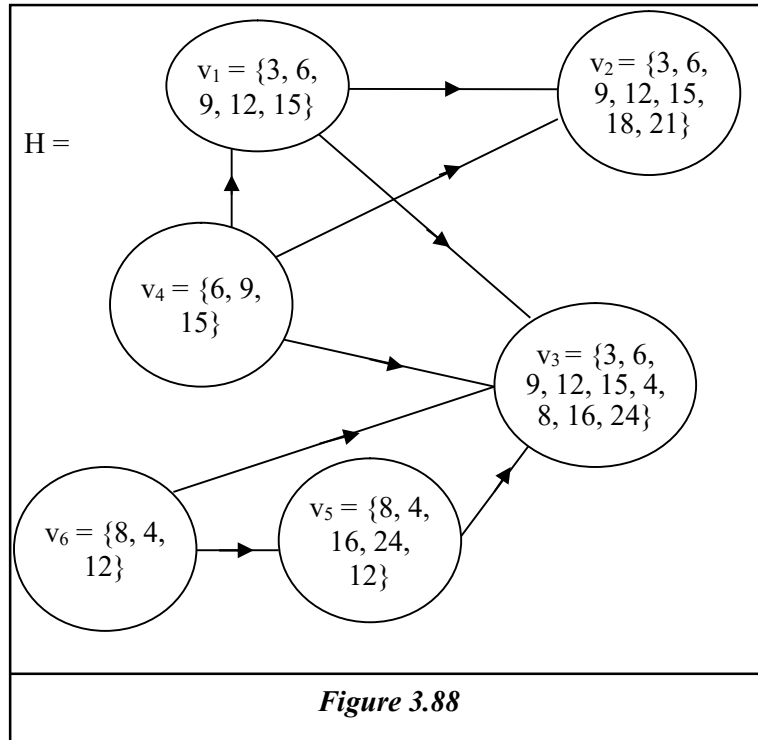 v₁ = {3, 6,
9, 12, 15}
v₂ = {3, 6,
9, 12, 15,
18, 21}
H =
v₄ = {6, 9,
15}
v₃ = {3, 6,
9, 12, 15, 4,
8, 16, 24}
v₆ = {8, 4,
12}
v₅ = {8, 4,
16, 24,
12}
Figure 3.88